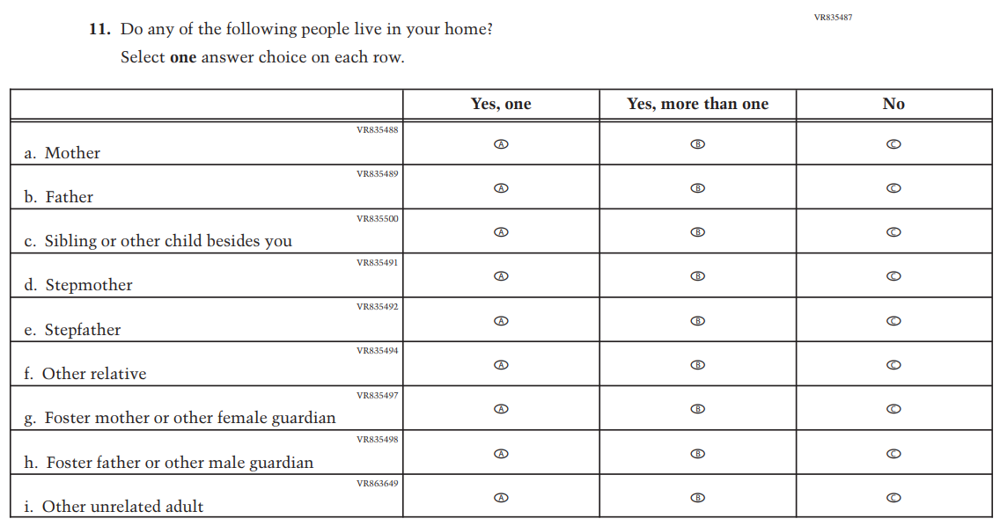 VR835487
11. Do any of the following people live in your home?
Select one answer choice on each row.
Yes, one Yes, more than one No
VR835488
a. Mother Ⓐ Ⓑ Ⓒ
VR835489
b. Father Ⓐ Ⓑ Ⓒ
VR835500
c. Sibling or other child besides you Ⓐ Ⓑ Ⓒ
VR835491
d. Stepmother Ⓐ Ⓑ Ⓒ
VR835492
e. Stepfather Ⓐ Ⓑ Ⓒ
VR835494
f. Other relative Ⓐ Ⓑ Ⓒ
VR835497
g. Foster mother or other female guardian Ⓐ Ⓑ Ⓒ
VR835498
h. Foster father or other male guardian Ⓐ Ⓑ Ⓒ
VR863649
i. Other unrelated adult Ⓐ Ⓑ Ⓒ